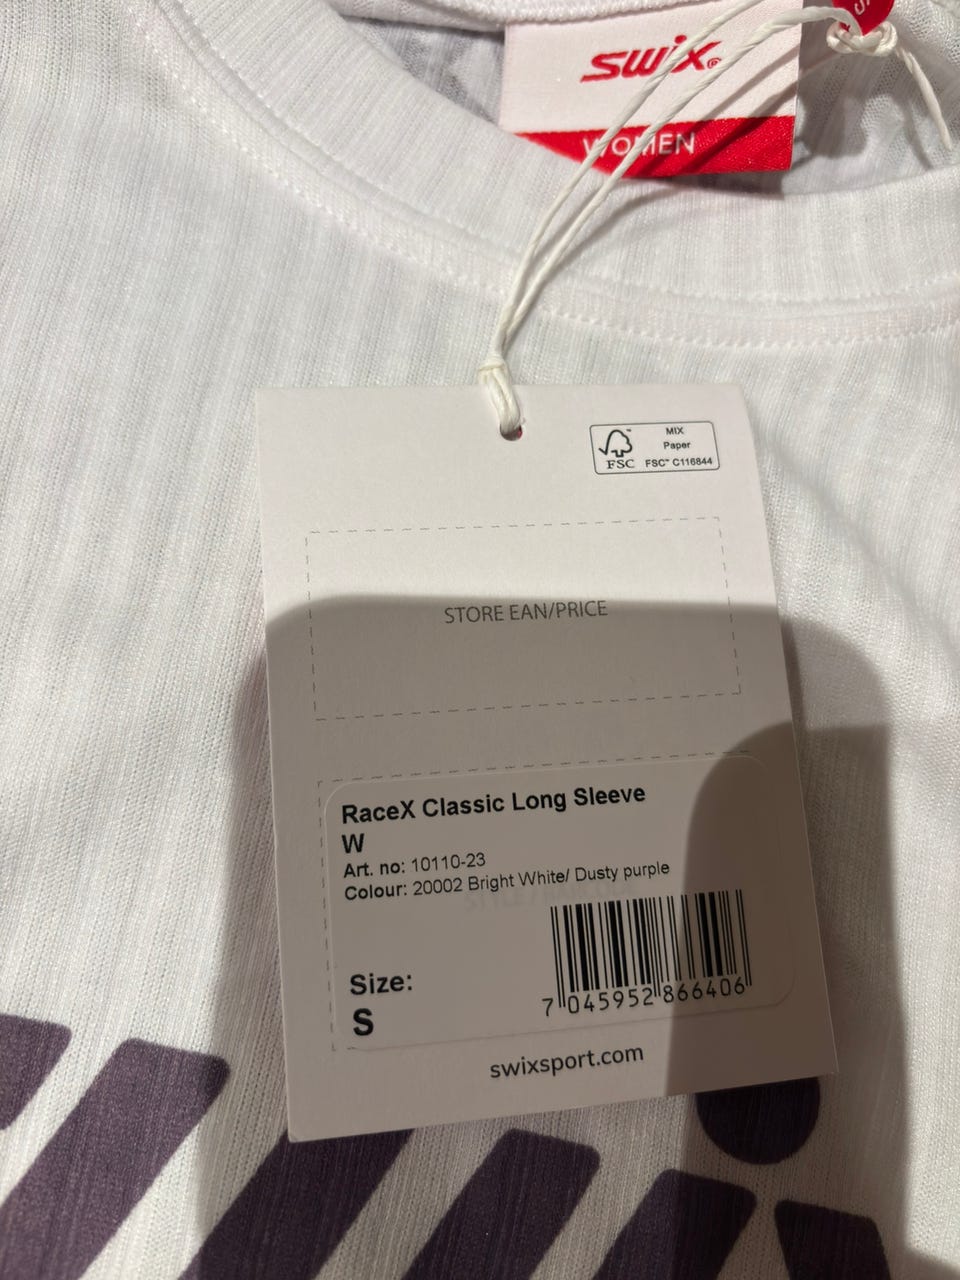 swix®
WOMEN
MIX
Paper
FSC™ C116844
FSC
STORE EAN/PRICE
RaceX Classic Long Sleeve
W
Art. no: 10110-23
Colour: 20002 Bright White/ Dusty purple
Size:
S
7 045952 866406
swixsport.com